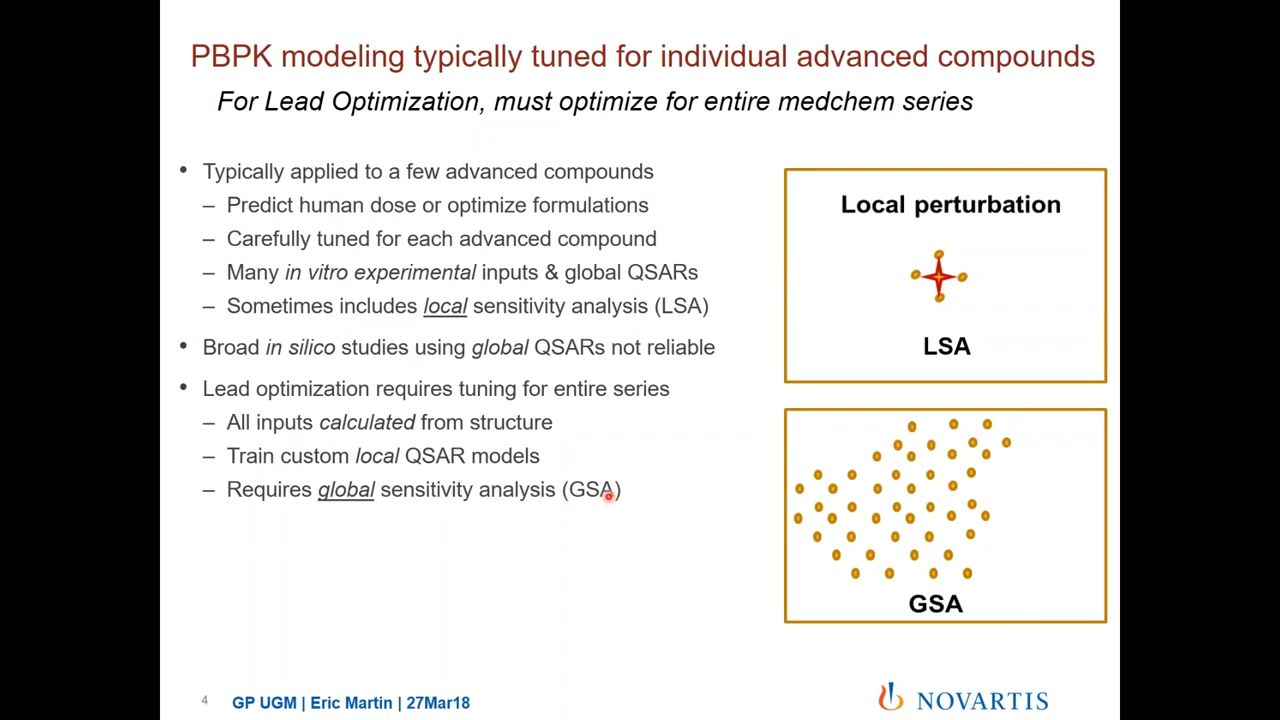 PBPK modeling typically tuned for individual advanced compounds
For Lead Optimization, must optimize for entire medchem series
• Typically applied to a few advanced compounds
– Predict human dose or optimize formulations
– Carefully tuned for each advanced compound
– Many in vitro experimental inputs & global QSARs
– Sometimes includes local sensitivity analysis (LSA)
• Broad in silico studies using global QSARs not reliable
• Lead optimization requires tuning for entire series
– All inputs calculated from structure
– Train custom local QSAR models
– Requires global sensitivity analysis (GSA)
Local perturbation
LSA
GSA
4
GP UGM | Eric Martin | 27Mar18
NOVARTIS